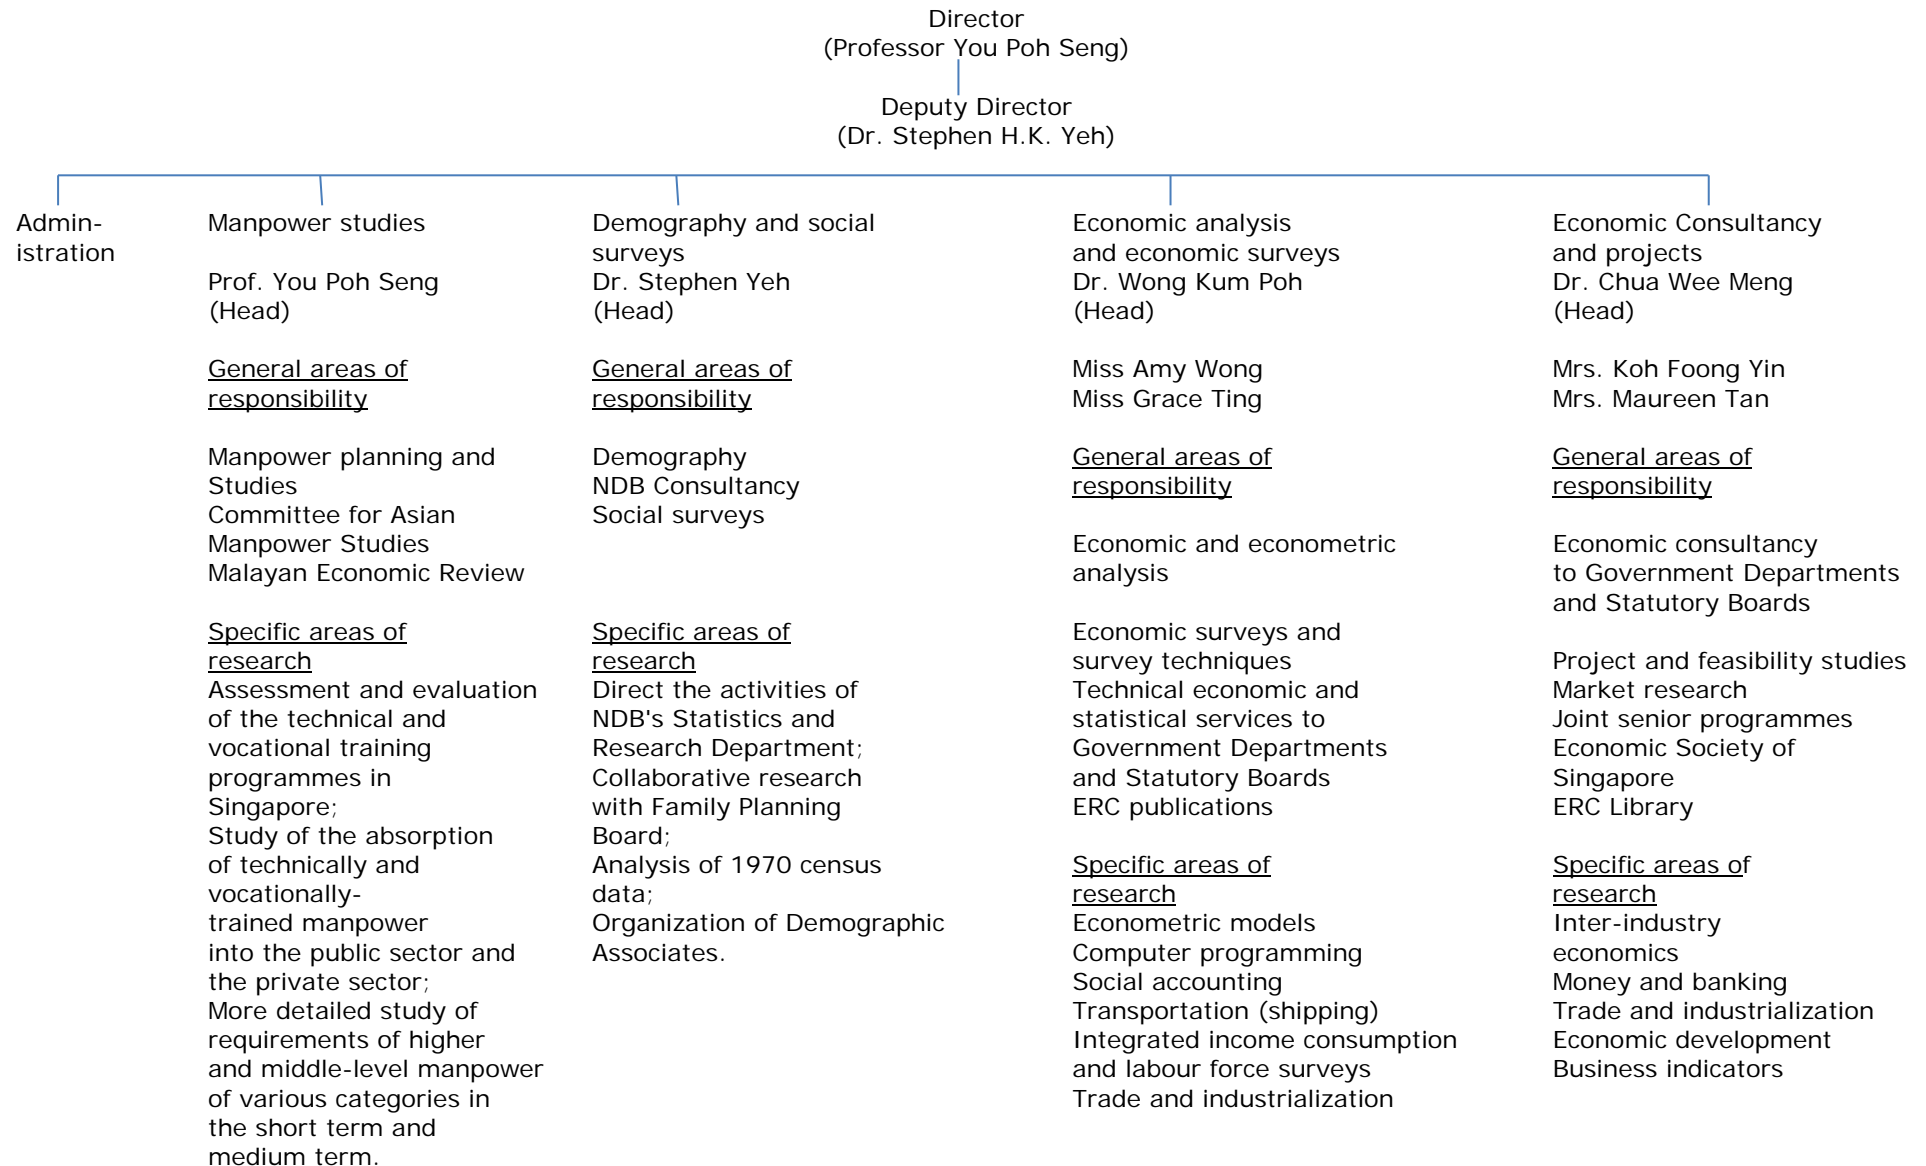 Director
(Professor You Poh Seng)
Deputy Director
(Dr. Stephen H.K. Yeh)
Admin-
istration
Manpower studies
Prof. You Poh Seng
(Head)
General areas of
responsibility
Manpower planning and
Studies
Committee for Asian
Manpower Studies
Malayan Economic Review
Specific areas of
research
Assessment and evaluation
of the technical and
vocational training
programmes in
Singapore;
Study of the absorption
of technically and
vocationally-
trained manpower
into the public sector and
the private sector;
More detailed study of
requirements of higher
and middle-level manpower
of various categories in
the short term and
medium term.
Demography and social
surveys
Dr. Stephen Yeh
(Head)
General areas of
responsibility
Demography
NDB Consultancy
Social surveys
Specific areas of
research
Direct the activities of
NDB's Statistics and
Research Department;
Collaborative research
with Family Planning
Board;
Analysis of 1970 census
data;
Organization of Demographic
Associates.
Economic analysis
and economic surveys
Dr. Wong Kum Poh
(Head)
Miss Amy Wong
Miss Grace Ting
General areas of
responsibility
Economic and econometric
analysis
Economic surveys and
survey techniques
Technical economic and
statistical services to
Government Departments
and Statutory Boards
ERC publications
Specific areas of
research
Econometric models
Computer programming
Social accounting
Transportation (shipping)
Integrated income consumption
and labour force surveys
Trade and industrialization
Economic Consultancy
and projects
Dr. Chua Wee Meng
(Head)
Mrs. Koh Foong Yin
Mrs. Maureen Tan
General areas of
responsibility
Economic consultancy
to Government Departments
and Statutory Boards
Project and feasibility studies
Market research
Joint senior programmes
Economic Society of
Singapore
ERC Library
Specific areas of
research
Inter-industry
economics
Money and banking
Trade and industrialization
Economic development
Business indicators